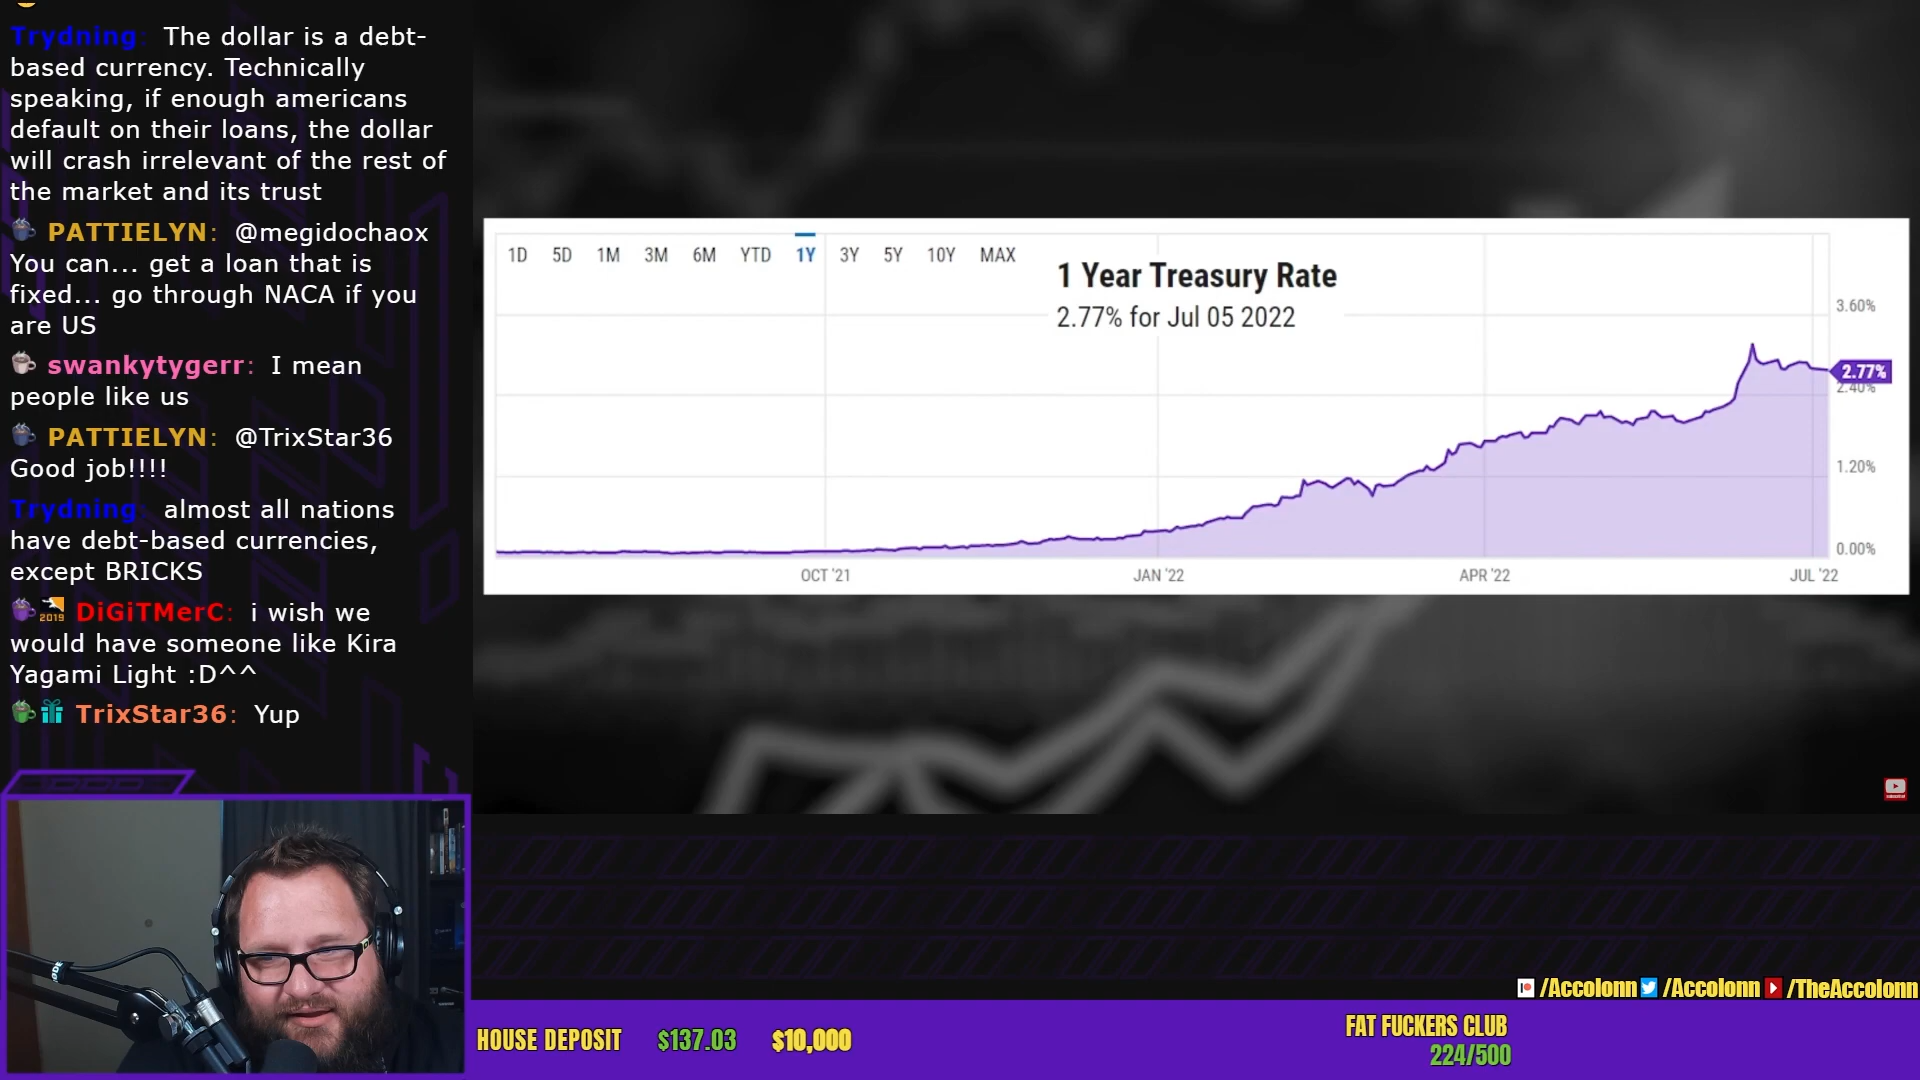 Trydning: The dollar is a debt-
based currency. Technically
speaking, if enough americans
default on their loans, the dollar
will crash irrelevant of the rest of
the market and its trust
PATTIELYN: @megidochaox
You can... get a loan that is
fixed... go through NACA if you
are US
swankytygerr: I mean
people like us
PATTIELYN: @TrixStar36
Good job!!!!
Trydning: almost all nations
have debt-based currencies,
except BRICKS
2019 DiGiTMerC: i wish we
would have someone like Kira
Yagami Light :D^^
TrixStar36: Yup
1D 5D 1M 3M 6M YTD 1Y 3Y 5Y 10Y MAX
1 Year Treasury Rate
2.77% for Jul 05 2022
3.60%
2.77%
2.40%
1.20%
0.00%
OCT '21 JAN '22 APR '22 JUL '22
/Accolonn /Accolonn /TheAccolonn
HOUSE DEPOSIT $137.03 $10,000
FAT FUCKERS CLUB
224/500